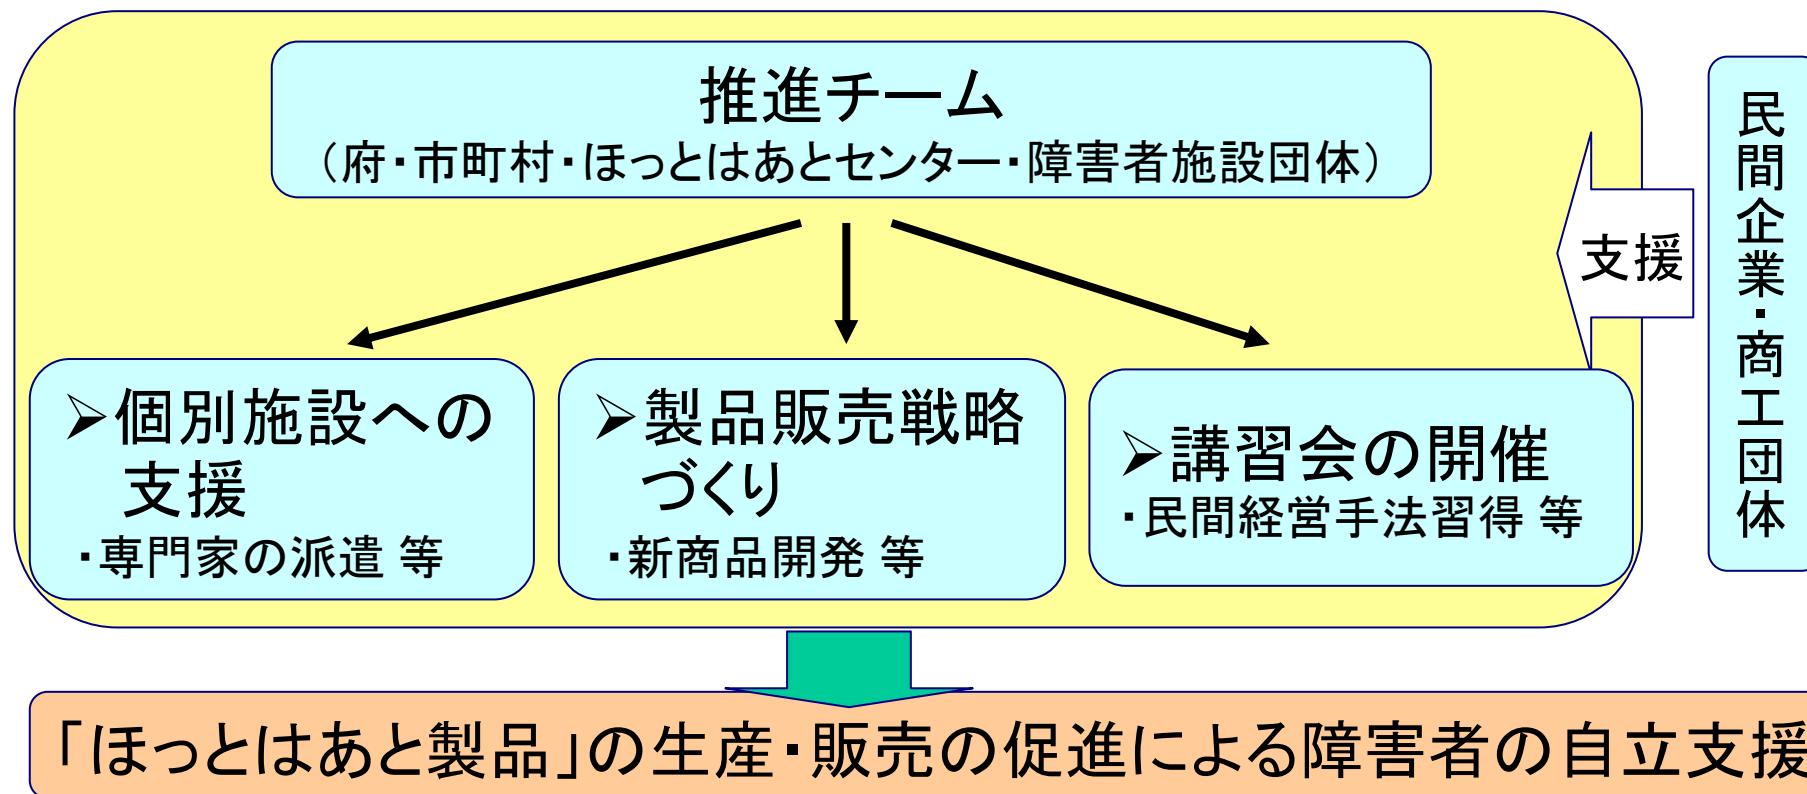 推進チーム
（府・市町村・ほっとはあとセンター・障害者施設団体）
支援
民間企業・商工団体
➢個別施設への
支援
・専門家の派遣 等
➢製品販売戦略
づくり
・新商品開発 等
➢講習会の開催
・民間経営手法習得 等
「ほっとはあと製品」の生産・販売の促進による障害者の自立支援